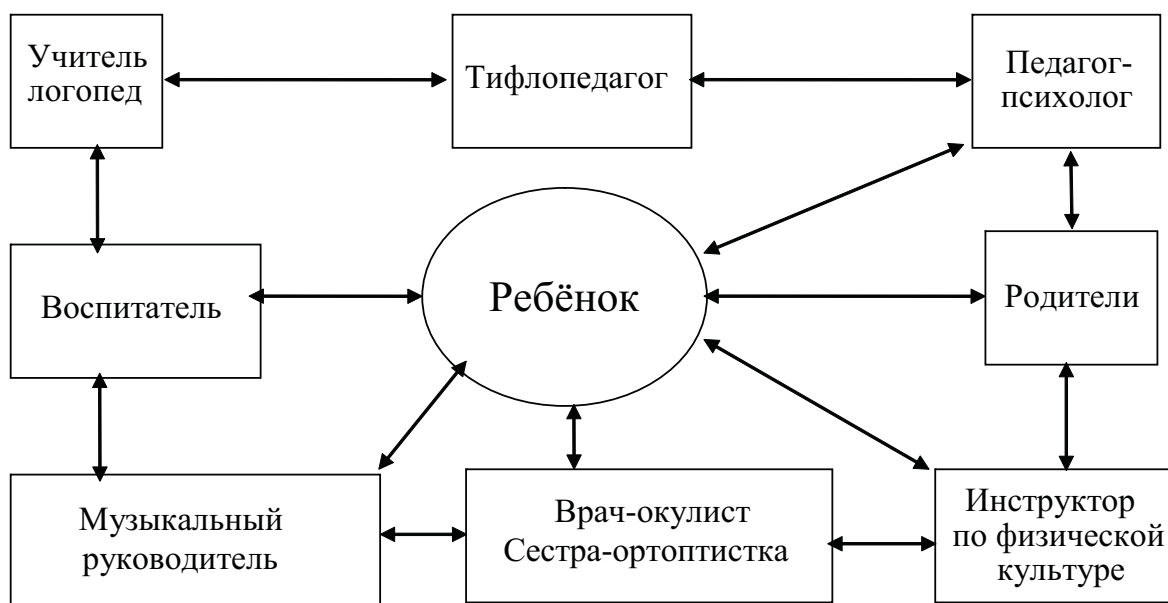 Учитель
логопед
Тифлопедагог
Педагог-
психолог
Воспитатель
Ребёнок
Родители
Музыкальный
руководитель
Врач-окулист
Сестра-ортоптистка
Инструктор
по физической
культуре